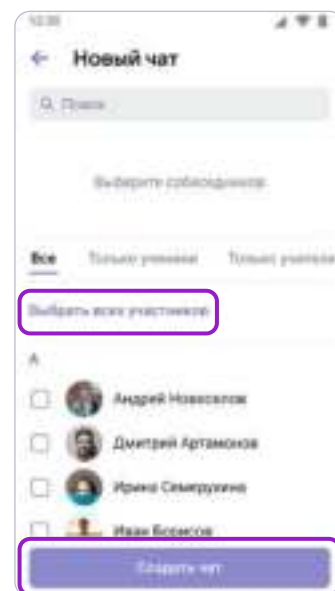 12:30
Новый чат
Поиск
Выберите собеседников
Все Только ученики Только учителя
Выбрать всех участников
А
Андрей Новоселов
Дмитрий Артамонов
Ирина Семерухина
Иван Борисов
Создать чат